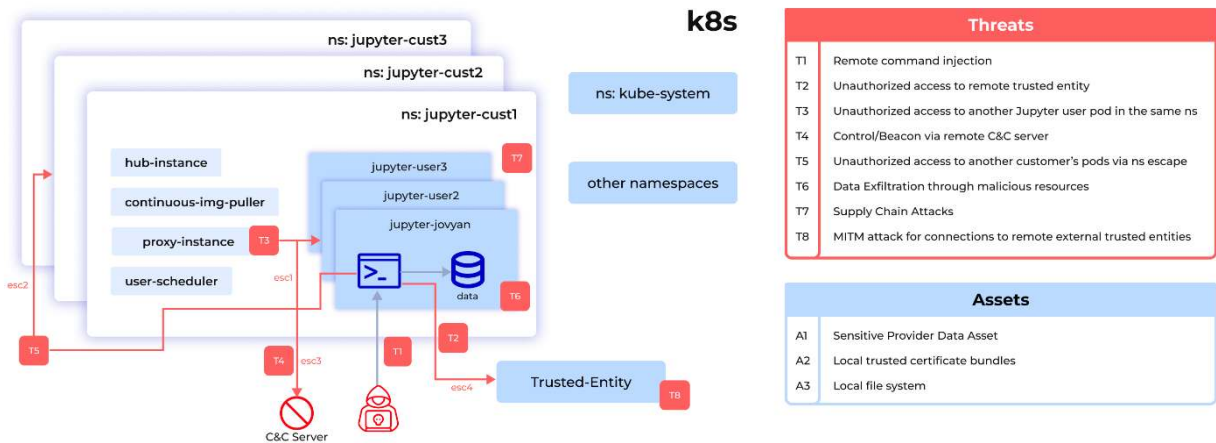 k8s
ns: jupyter-cust3
ns: jupyter-cust2
ns: jupyter-cust1
hub-instance
continuous-img-puller
proxy-instance
user-scheduler
T3
esc1
esc2
T5
jupyter-user3
T7
jupyter-user2
jupyter-jovyan
>_
data
T6
T4
esc3
T1
T2
esc4
C&C Server
Trusted-Entity
T8
ns: kube-system
other namespaces
Threats
T1 Remote command injection
T2 Unauthorized access to remote trusted entity
T3 Unauthorized access to another Jupyter user pod in the same ns
T4 Control/Beacon via remote C&C server
T5 Unauthorized access to another customer's pods via ns escape
T6 Data Exfiltration through malicious resources
T7 Supply Chain Attacks
T8 MITM attack for connections to remote external trusted entities
Assets
A1 Sensitive Provider Data Asset
A2 Local trusted certificate bundles
A3 Local file system